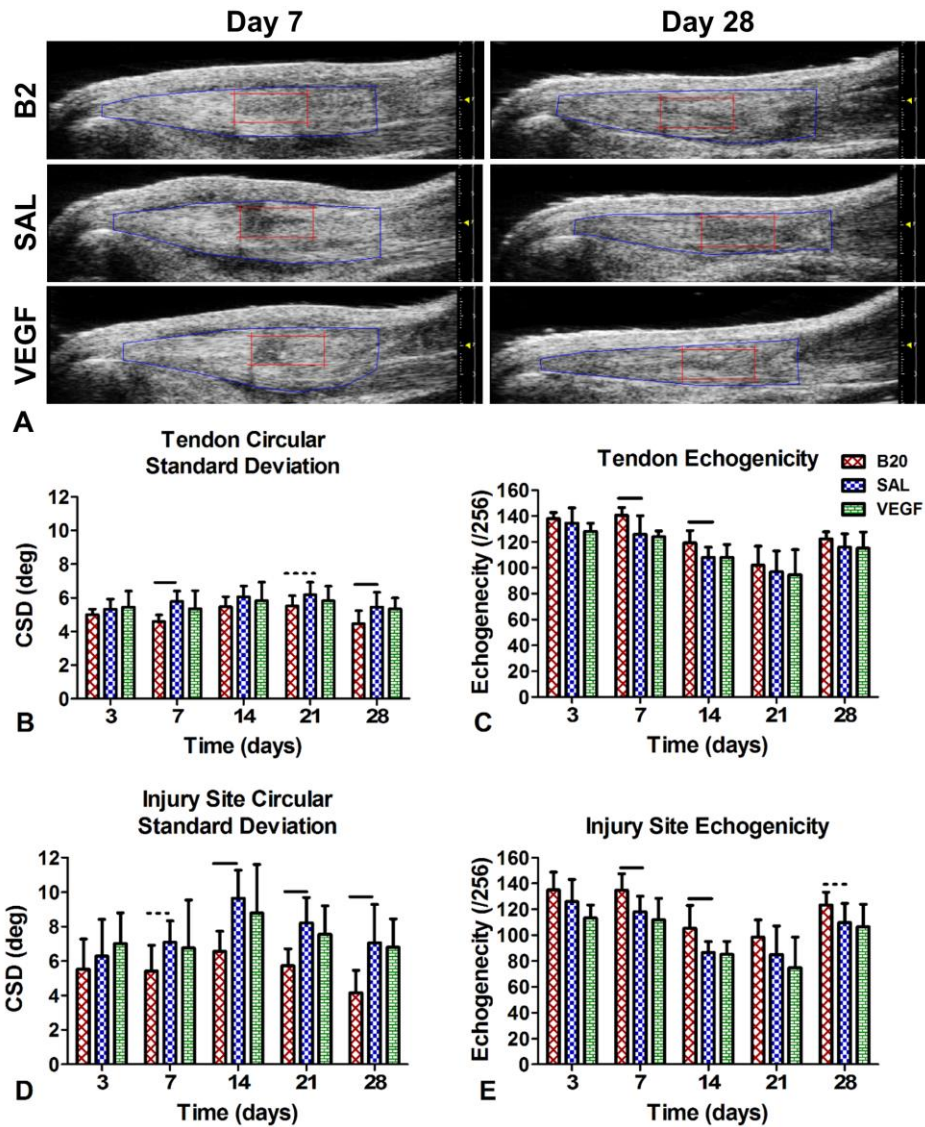 Day 7
Day 28
B2
SAL
VEGF
A
Tendon Circular
Standard Deviation
12
10
8
6
4
2
0
CSD (deg)
3 7 14 21 28
Time (days)
B
Tendon Echogenicity
B20
SAL
VEGF
160
140
120
100
80
60
40
20
0
Echogenecity (/256)
3 7 14 21 28
Time (days)
C
Injury Site Circular
Standard Deviation
12
10
8
6
4
2
0
CSD (deg)
3 7 14 21 28
Time (days)
D
Injury Site Echogenicity
160
140
120
100
80
60
40
20
0
Echogenecity (/256)
3 7 14 21 28
Time (days)
E